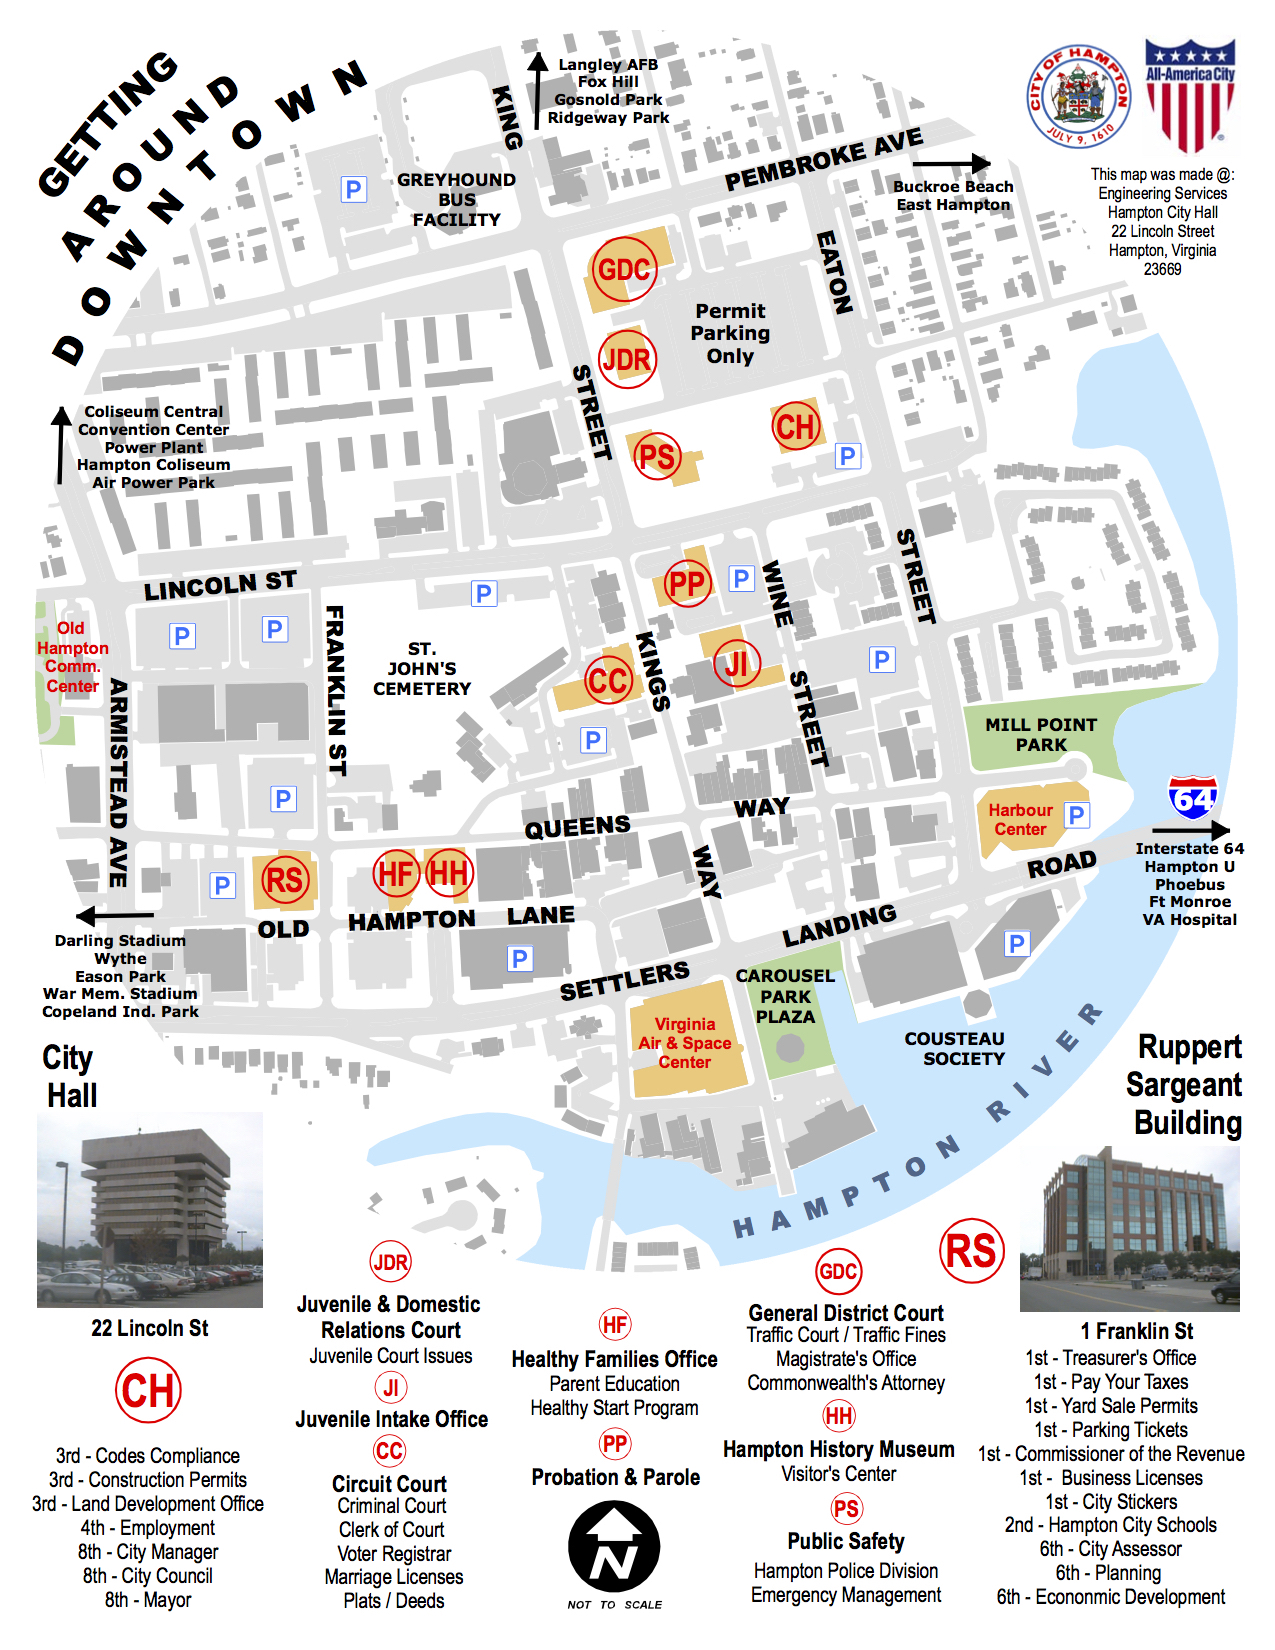 GETTING
AROUND
DOWNTOWN
KING
Langley AFB
Fox Hill
Gosnold Park
Ridgeway Park
CITY OF HAMPTON
JULY 9, 1610
All-America City
This map was made @:
Engineering Services
Hampton City Hall
22 Lincoln Street
Hampton, Virginia
23669
PEMBROKE AVE
Buckroe Beach
East Hampton
P
GREYHOUND
BUS
FACILITY
GDC
EATON
Permit
Parking
Only
JDR
STREET
Coliseum Central
Convention Center
Power Plant
Hampton Coliseum
Air Power Park
CH
PS
P
STREET
LINCOLN ST
P
PP
P
WINE
Old
Hampton
Comm.
Center
P
P
FRANKLIN ST
ST.
JOHN'S
CEMETERY
KINGS
CC
JI
P
STREET
ARMISTEAD AVE
P
MILL POINT
PARK
P
QUEENS
WAY
WAY
Harbour
Center
P
64
Interstate 64
Hampton U
Phoebus
Ft Monroe
VA Hospital
ROAD
P
RS
HF
HH
OLD
HAMPTON
LANE
LANDING
P
P
Darling Stadium
Wythe
Eason Park
War Mem. Stadium
Copeland Ind. Park
SETTLERS
CAROUSEL
PARK
PLAZA
Virginia
Air & Space
Center
COUSTEAU
SOCIETY
HAMPTON RIVER
City
Hall
Ruppert
Sargeant
Building
22 Lincoln St
CH
3rd - Codes Compliance
3rd - Construction Permits
3rd - Land Development Office
4th - Employment
8th - City Manager
8th - City Council
8th - Mayor
JDR
Juvenile & Domestic
Relations Court
Juvenile Court Issues
JI
Juvenile Intake Office
CC
Circuit Court
Criminal Court
Clerk of Court
Voter Registrar
Marriage Licenses
Plats / Deeds
HF
Healthy Families Office
Parent Education
Healthy Start Program
PP
Probation & Parole
N
NOT TO SCALE
GDC
General District Court
Traffic Court / Traffic Fines
Magistrate's Office
Commonwealth's Attorney
HH
Hampton History Museum
Visitor's Center
PS
Public Safety
Hampton Police Division
Emergency Management
RS
1 Franklin St
1st - Treasurer's Office
1st - Pay Your Taxes
1st - Yard Sale Permits
1st - Parking Tickets
1st - Commissioner of the Revenue
1st - Business Licenses
1st - City Stickers
2nd - Hampton City Schools
6th - City Assessor
6th - Planning
6th - Econonmic Development